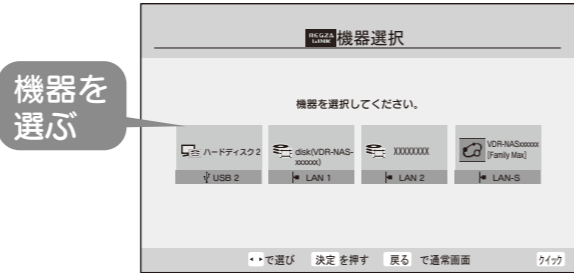 REGZA LINK 機器選択
機器を
選ぶ
機器を選択してください。
ハードディスク2
USB 2
disk(VDR-NAS-
xxxxxx)
LAN 1
XXXXXXXX
LAN 2
VDR-NASxxxxxx
[Family Max]
LAN-S
で選び 決定 を押す 戻る で通常画面 クイック